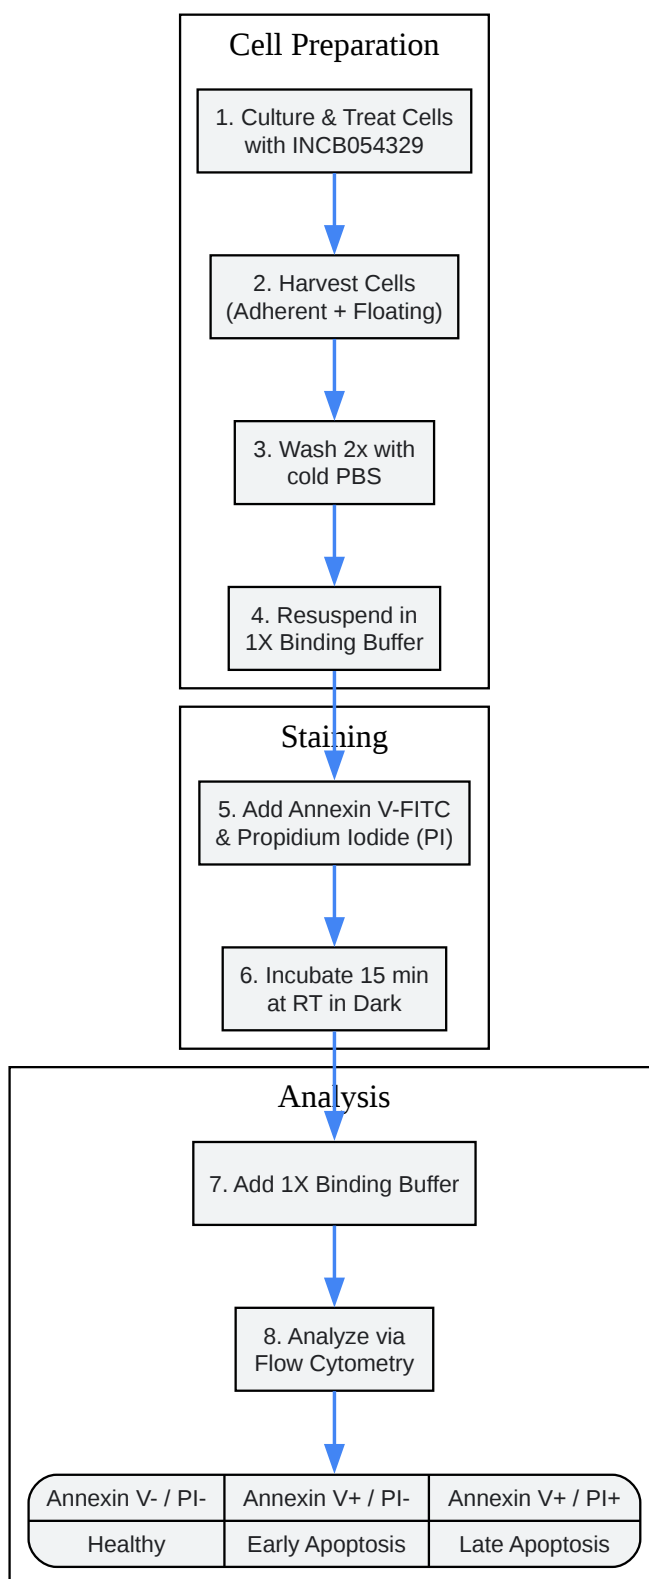 Cell Preparation
1. Culture & Treat Cells
with INCB054329
2. Harvest Cells
(Adherent + Floating)
3. Wash 2x with
cold PBS
4. Resuspend in
1X Binding Buffer
Staining
5. Add Annexin V-FITC
& Propidium Iodide (PI)
6. Incubate 15 min
at RT in Dark
Analysis
7. Add 1X Binding Buffer
8. Analyze via
Flow Cytometry
Annexin V- / PI-
Annexin V+ / PI-
Annexin V+ / PI+
Healthy
Early Apoptosis
Late Apoptosis